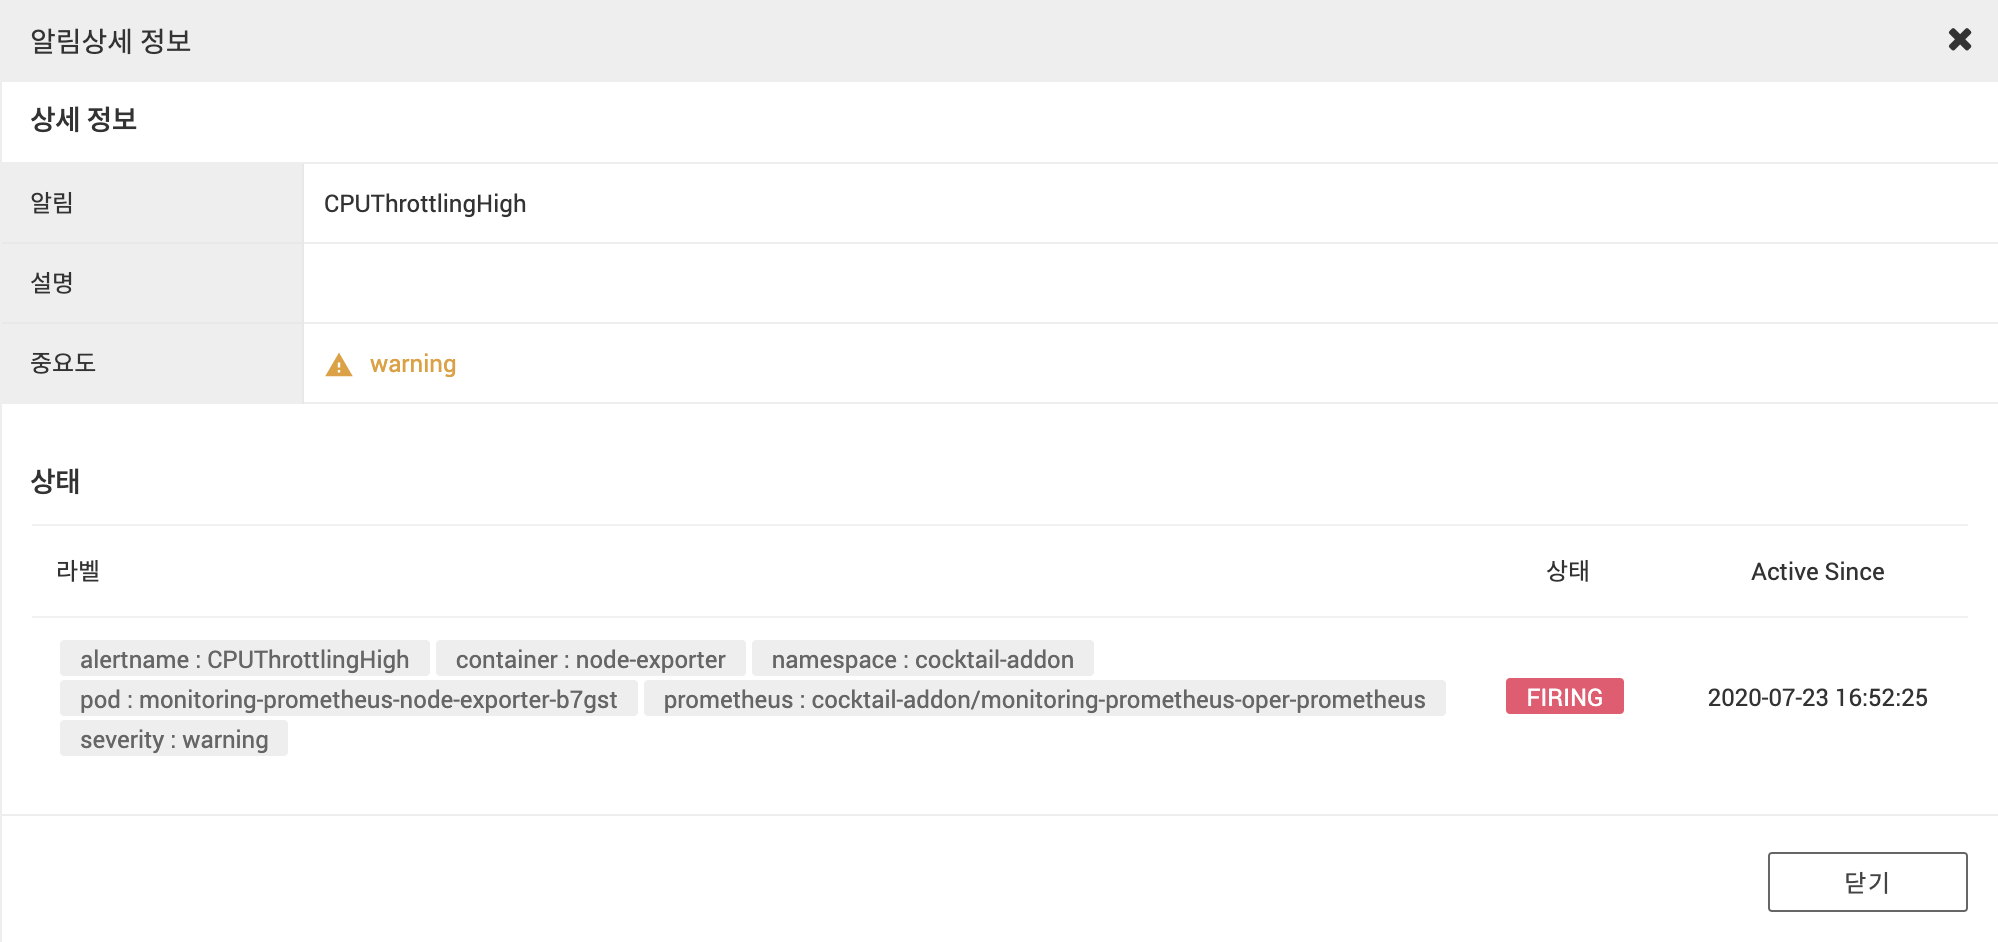 알림상세 정보
상세 정보
알림 CPUThrottlingHigh
설명
중요도 warning
상태
라벨 상태 Active Since
alertname : CPUThrottlingHigh container : node-exporter namespace : cocktail-addon
pod : monitoring-prometheus-node-exporter-b7gst prometheus : cocktail-addon/monitoring-prometheus-oper-prometheus FIRING 2020-07-23 16:52:25
severity : warning
닫기